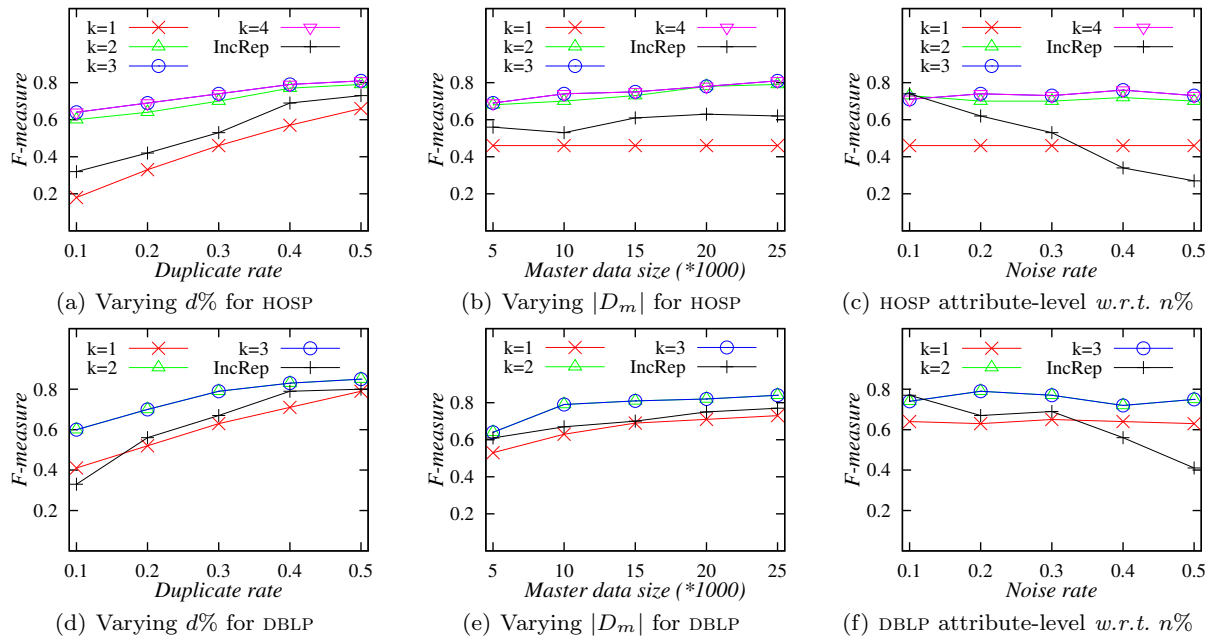 k=1
k=2
k=3
k=4
IncRep
F-measure
0.8
0.6
0.4
0.2
0.1 0.2 0.3 0.4 0.5
Duplicate rate
(a) Varying d% for HOSP
k=1
k=2
k=3
k=4
IncRep
F-measure
0.8
0.6
0.4
0.2
5 10 15 20 25
Master data size (*1000)
(b) Varying |Dm| for HOSP
k=1
k=2
k=3
k=4
IncRep
F-measure
0.8
0.6
0.4
0.2
0.1 0.2 0.3 0.4 0.5
Noise rate
(c) HOSP attribute-level w.r.t. n%
k=1
k=2
k=3
IncRep
F-measure
0.8
0.6
0.4
0.2
0.1 0.2 0.3 0.4 0.5
Duplicate rate
(d) Varying d% for DBLP
k=1
k=2
k=3
IncRep
F-measure
0.8
0.6
0.4
0.2
5 10 15 20 25
Master data size (*1000)
(e) Varying |Dm| for DBLP
k=1
k=2
k=3
IncRep
F-measure
0.8
0.6
0.4
0.2
0.1 0.2 0.3 0.4 0.5
Noise rate
(f) DBLP attribute-level w.r.t. n%